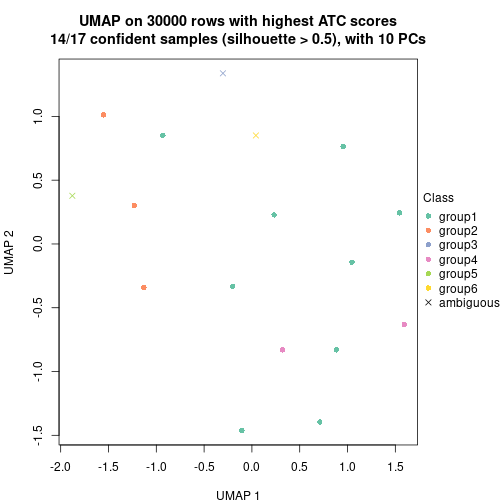 UMAP on 30000 rows with highest ATC scores
14/17 confident samples (silhouette > 0.5), with 10 PCs
1.0
0.5
0.0
-0.5
-1.0
-1.5
UMAP 2
-2.0 -1.5 -1.0 -0.5 0.0 0.5 1.0 1.5
UMAP 1
Class
group1
group2
group3
group4
group5
group6
ambiguous